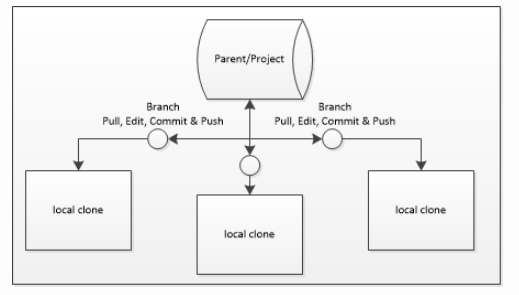 Parent/Project
Branch
Pull, Edit, Commit & Push
Branch
Pull, Edit, Commit & Push
local clone
local clone
local clone